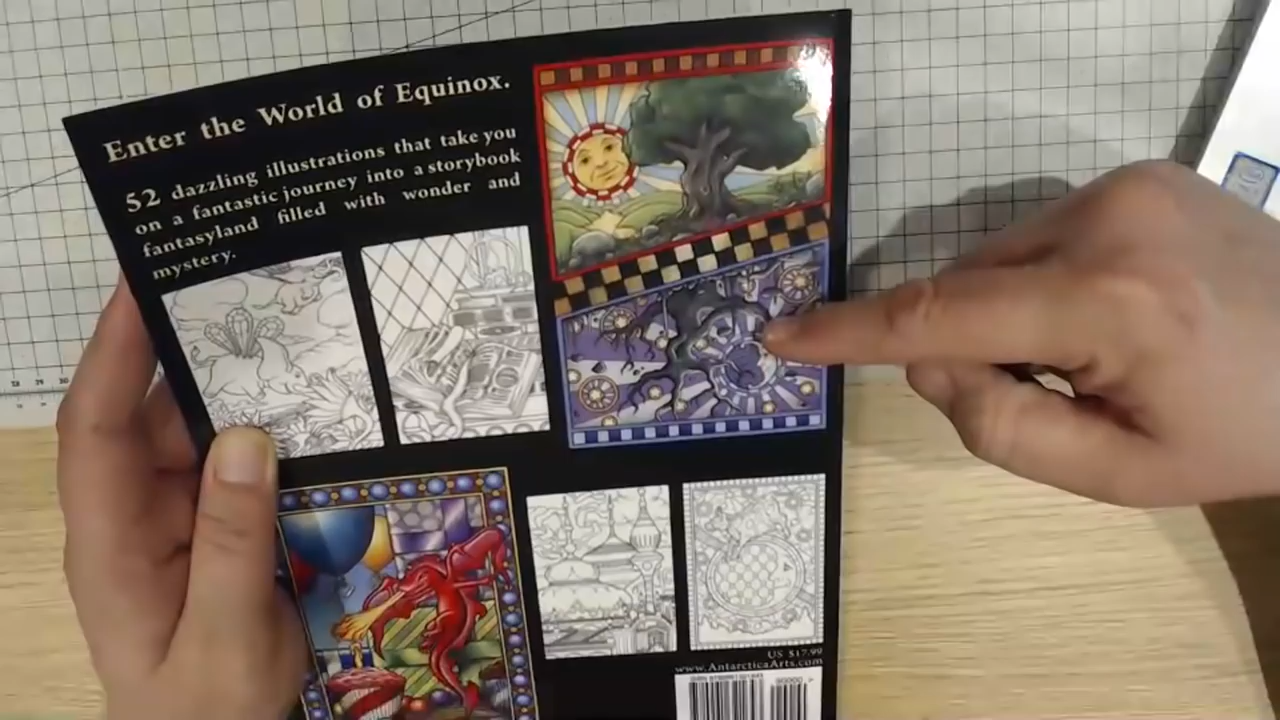 Enter the World of Equinox.
52 dazzling illustrations that take you
on a fantastic journey into a storybook
fantasyland filled with wonder and
mystery.
US $17.99
www.AntarcticaArts.com
90000 >